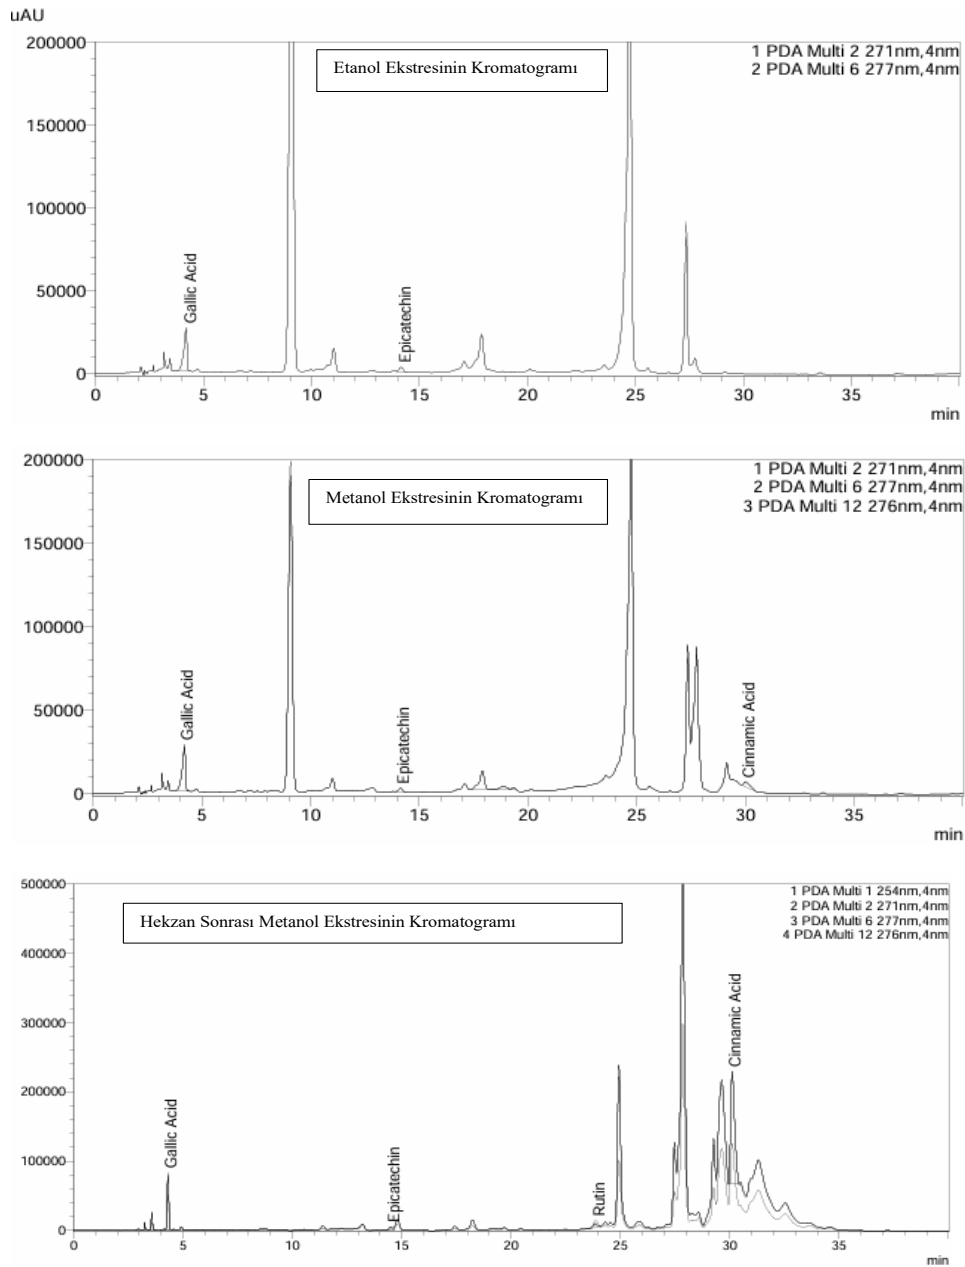 uAU
200000
Etanol Ekstresinin Kromatogramı
1 PDA Multi 2 271nm,4nm
2 PDA Multi 6 277nm,4nm
150000
100000
50000
Gallic Acid
Epicatechin
0
0 5 10 15 20 25 30 35
min
200000
Metanol Ekstresinin Kromatogramı
1 PDA Multi 2 271nm,4nm
2 PDA Multi 6 277nm,4nm
3 PDA Multi 12 276nm,4nm
150000
100000
50000
Gallic Acid
Epicatechin
Cinnamic Acid
0
0 5 10 15 20 25 30 35
min
500000
Hekzan Sonrası Metanol Ekstresinin Kromatogramı
1 PDA Multi 1 254nm,4nm
2 PDA Multi 2 271nm,4nm
3 PDA Multi 6 277nm,4nm
4 PDA Multi 12 276nm,4nm
400000
300000
200000
100000
Gallic Acid
Epicatechin
Rutin
Cinnamic Acid
0
0 5 10 15 20 25 30 35
min